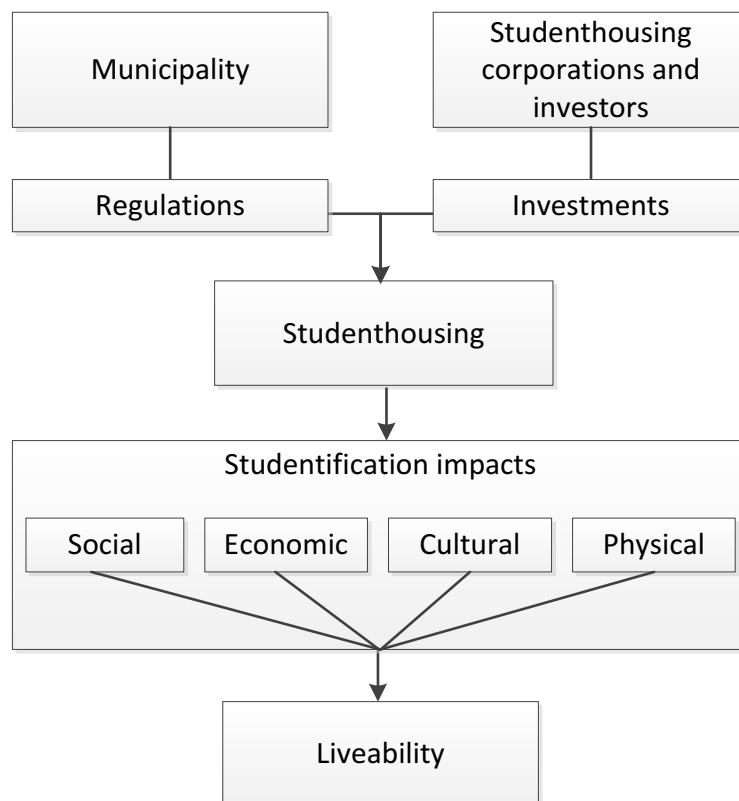 Municipality
Studenthousing
corporations and
investors
Regulations
Investments
Studenthousing
Studentification impacts
Social
Economic
Cultural
Physical
Liveability